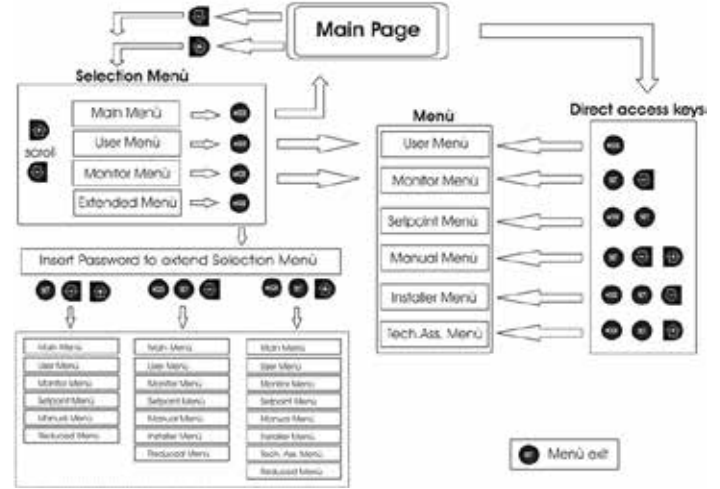 Main Page
Selection Menù
Main Menù
User Menù
scroll
Monitor Menù
Extended Menù
Insert Password to extend Selection Menù
Main Menù
User Menù
Monitor Menù
Setpoint Menù
Manual Menù
Reduced Menù
Main Menù
User Menù
Monitor Menù
Setpoint Menù
Manual Menù
Installer Menù
Reduced Menù
Main Menù
User Menù
Monitor Menù
Setpoint Menù
Manual Menù
Installer Menù
Tech. Ass. Menù
Reduced Menù
Menù
User Menù
Monitor Menù
Setpoint Menù
Manual Menù
Installer Menù
Tech.Ass. Menù
Direct access keys
Menù exit